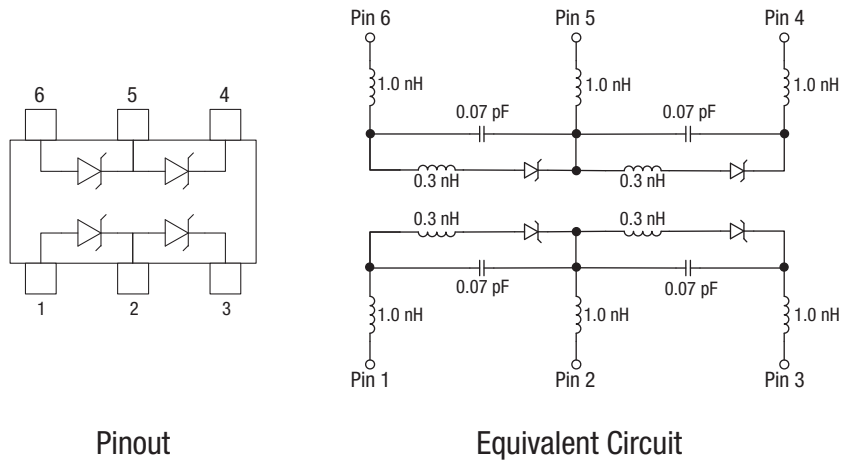 6 5 4
1 2 3
Pinout
Pin 6 Pin 5 Pin 4
1.0 nH 1.0 nH 1.0 nH
0.07 pF 0.07 pF
0.3 nH 0.3 nH
0.3 nH 0.3 nH
0.07 pF 0.07 pF
1.0 nH 1.0 nH 1.0 nH
Pin 1 Pin 2 Pin 3
Equivalent Circuit